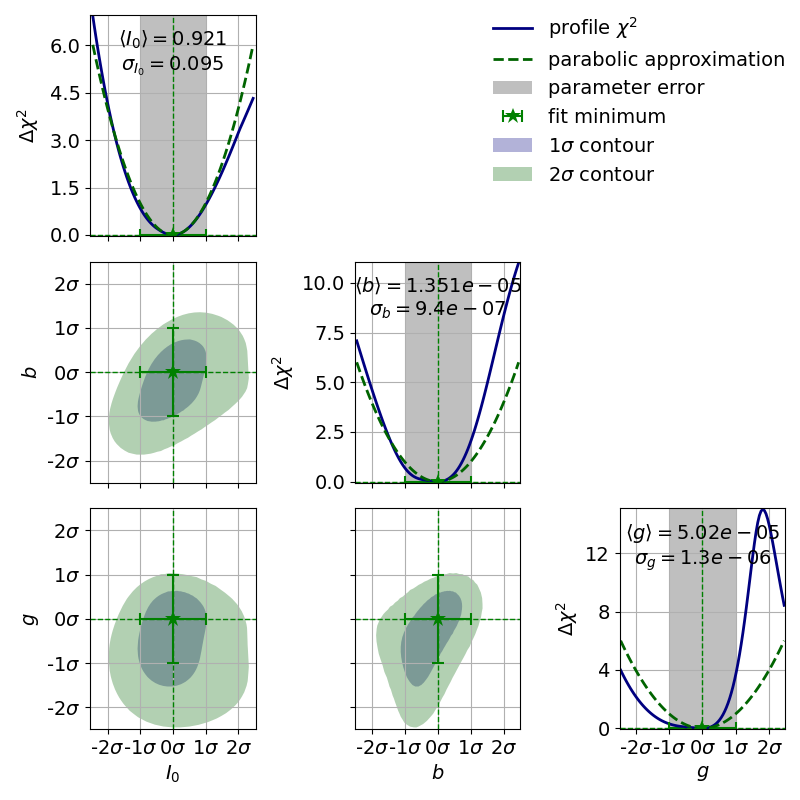 profile χ²
parabolic approximation
parameter error
fit minimum
1σ contour
2σ contour
⟨I₀⟩ = 0.921
σ_I₀ = 0.095
6.0
4.5
3.0
1.5
0.0
Δχ²
⟨b⟩ = 1.351e − 05
σ_b = 9.4e − 07
10.0
7.5
5.0
2.5
0.0
Δχ²
2σ
1σ
0σ
-1σ
-2σ
b
⟨g⟩ = 5.02e − 05
σ_g = 1.3e − 06
12
8
4
0
Δχ²
2σ
1σ
0σ
-1σ
-2σ
g
-2σ -1σ 0σ 1σ 2σ
I₀
-2σ -1σ 0σ 1σ 2σ
b
-2σ -1σ 0σ 1σ 2σ
g